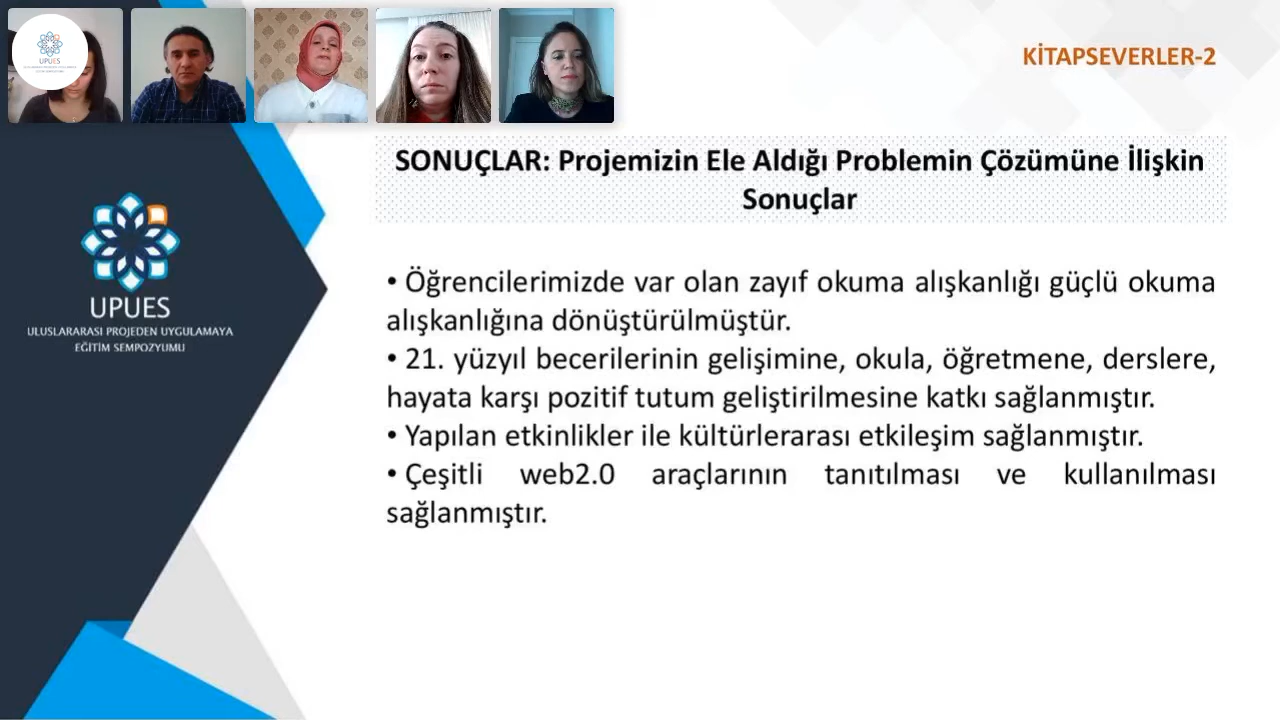 UPUES
KİTAPSEVERLER-2
SONUÇLAR: Projemizin Ele Aldığı Problemin Çözümüne İlişkin
Sonuçlar
UPUES
ULUSLARARASI PROJEDEN UYGULAMAYA
EĞİTİM SEMPOZYUMU
• Öğrencilerimizde var olan zayıf okuma alışkanlığı güçlü okuma
alışkanlığına dönüştürülmüştür.
• 21. yüzyıl becerilerinin gelişimine, okula, öğretmene, derslere,
hayata karşı pozitif tutum geliştirilmesine katkı sağlanmıştır.
• Yapılan etkinlikler ile kültürlerarası etkileşim sağlanmıştır.
• Çeşitli web2.0 araçlarının tanıtılması ve kullanılması
sağlanmıştır.